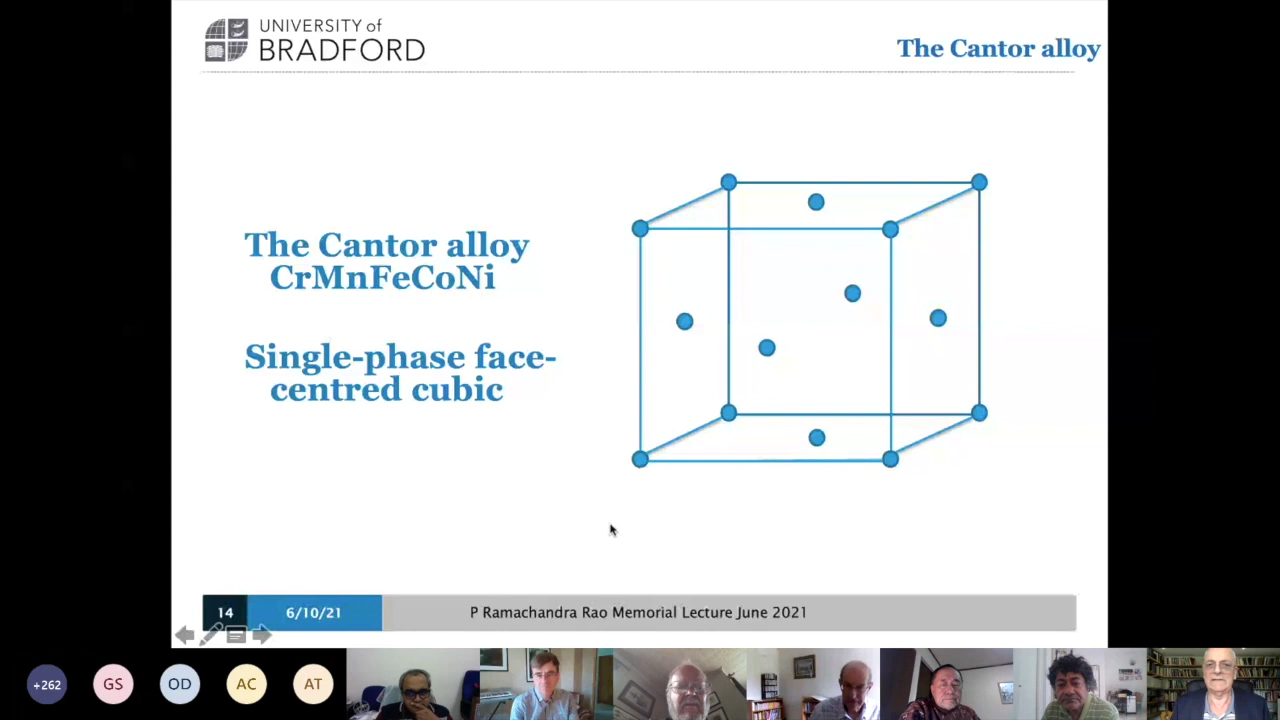 UNIVERSITY of
BRADFORD
The Cantor alloy
The Cantor alloy
CrMnFeCoNi
Single-phase face-
centred cubic
14
6/10/21
P Ramachandra Rao Memorial Lecture June 2021
+262
GS
OD
AC
AT